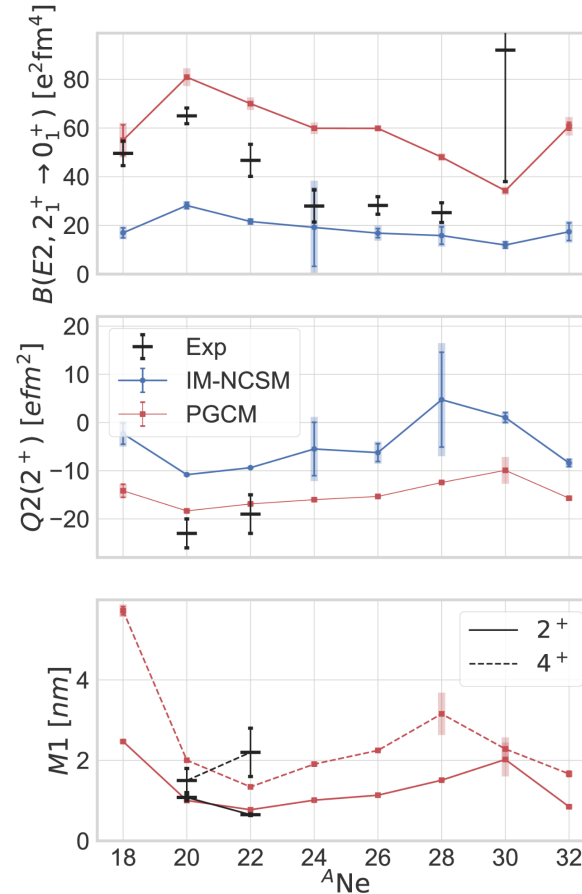 B(E2, 2₁⁺ → 0₁⁺) [e²fm⁴]
80
60
40
20
0
Q2(2⁺) [efm²]
20
10
0
−10
−20
Exp
IM-NCSM
PGCM
M1 [nm]
4
2
0
2⁺
4⁺
18 20 22 24 26 28 30 32
ᴬNe